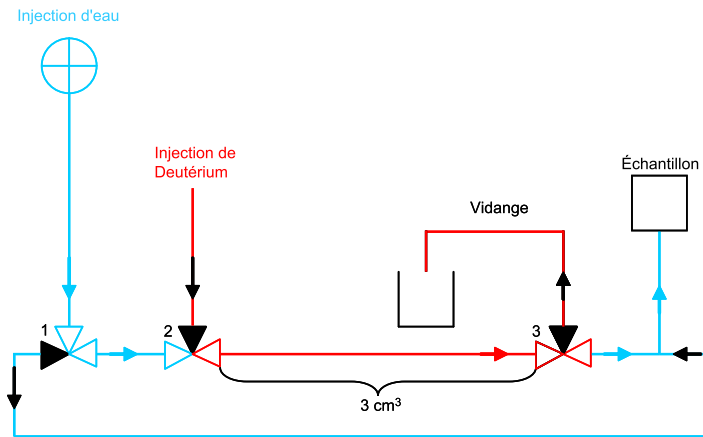 Injection d'eau
Injection de
Deutérium
Échantillon
Vidange
1
2
3
3 cm³